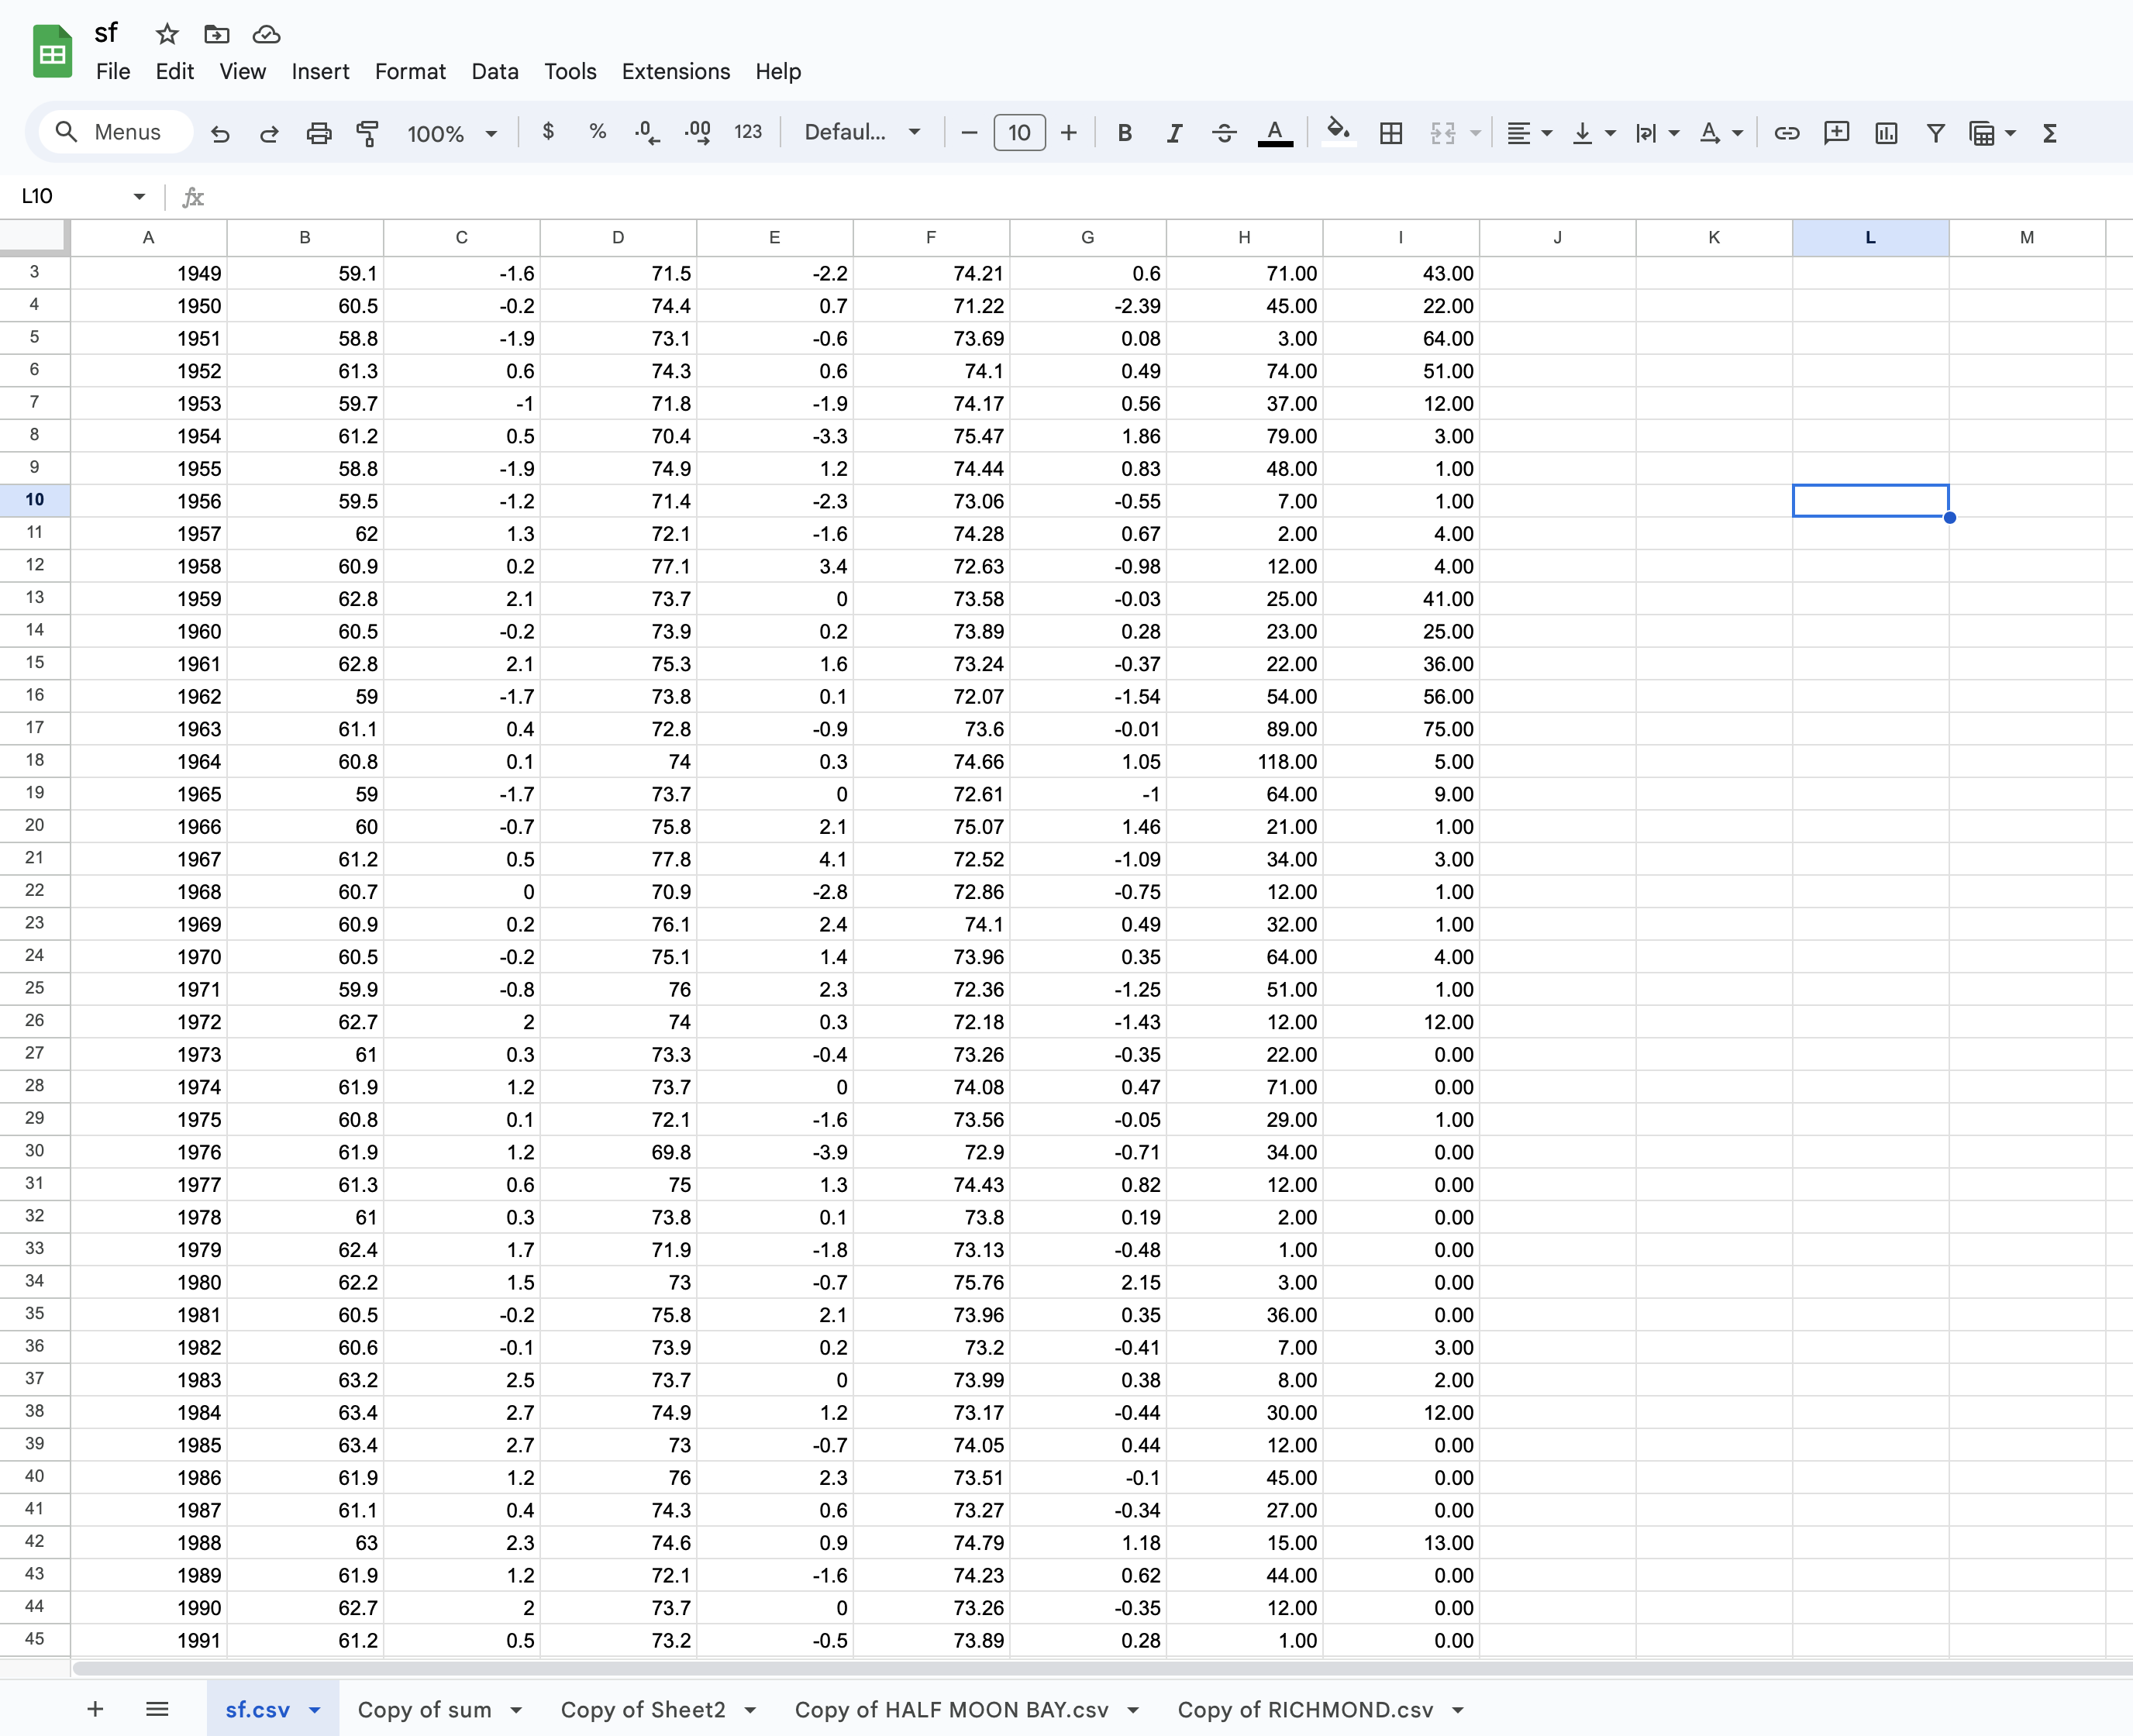 sf
File Edit View Insert Format Data Tools Extensions Help
Menus 100% $ % .0 .00 123 Defaul... − 10 + B I S A Σ
L10 fx
A B C D E F G H I J K L M
3 1949 59.1 -1.6 71.5 -2.2 74.21 0.6 71.00 43.00
4 1950 60.5 -0.2 74.4 0.7 71.22 -2.39 45.00 22.00
5 1951 58.8 -1.9 73.1 -0.6 73.69 0.08 3.00 64.00
6 1952 61.3 0.6 74.3 0.6 74.1 0.49 74.00 51.00
7 1953 59.7 -1 71.8 -1.9 74.17 0.56 37.00 12.00
8 1954 61.2 0.5 70.4 -3.3 75.47 1.86 79.00 3.00
9 1955 58.8 -1.9 74.9 1.2 74.44 0.83 48.00 1.00
10 1956 59.5 -1.2 71.4 -2.3 73.06 -0.55 7.00 1.00
11 1957 62 1.3 72.1 -1.6 74.28 0.67 2.00 4.00
12 1958 60.9 0.2 77.1 3.4 72.63 -0.98 12.00 4.00
13 1959 62.8 2.1 73.7 0 73.58 -0.03 25.00 41.00
14 1960 60.5 -0.2 73.9 0.2 73.89 0.28 23.00 25.00
15 1961 62.8 2.1 75.3 1.6 73.24 -0.37 22.00 36.00
16 1962 59 -1.7 73.8 0.1 72.07 -1.54 54.00 56.00
17 1963 61.1 0.4 72.8 -0.9 73.6 -0.01 89.00 75.00
18 1964 60.8 0.1 74 0.3 74.66 1.05 118.00 5.00
19 1965 59 -1.7 73.7 0 72.61 -1 64.00 9.00
20 1966 60 -0.7 75.8 2.1 75.07 1.46 21.00 1.00
21 1967 61.2 0.5 77.8 4.1 72.52 -1.09 34.00 3.00
22 1968 60.7 0 70.9 -2.8 72.86 -0.75 12.00 1.00
23 1969 60.9 0.2 76.1 2.4 74.1 0.49 32.00 1.00
24 1970 60.5 -0.2 75.1 1.4 73.96 0.35 64.00 4.00
25 1971 59.9 -0.8 76 2.3 72.36 -1.25 51.00 1.00
26 1972 62.7 2 74 0.3 72.18 -1.43 12.00 12.00
27 1973 61 0.3 73.3 -0.4 73.26 -0.35 22.00 0.00
28 1974 61.9 1.2 73.7 0 74.08 0.47 71.00 0.00
29 1975 60.8 0.1 72.1 -1.6 73.56 -0.05 29.00 1.00
30 1976 61.9 1.2 69.8 -3.9 72.9 -0.71 34.00 0.00
31 1977 61.3 0.6 75 1.3 74.43 0.82 12.00 0.00
32 1978 61 0.3 73.8 0.1 73.8 0.19 2.00 0.00
33 1979 62.4 1.7 71.9 -1.8 73.13 -0.48 1.00 0.00
34 1980 62.2 1.5 73 -0.7 75.76 2.15 3.00 0.00
35 1981 60.5 -0.2 75.8 2.1 73.96 0.35 36.00 0.00
36 1982 60.6 -0.1 73.9 0.2 73.2 -0.41 7.00 3.00
37 1983 63.2 2.5 73.7 0 73.99 0.38 8.00 2.00
38 1984 63.4 2.7 74.9 1.2 73.17 -0.44 30.00 12.00
39 1985 63.4 2.7 73 -0.7 74.05 0.44 12.00 0.00
40 1986 61.9 1.2 76 2.3 73.51 -0.1 45.00 0.00
41 1987 61.1 0.4 74.3 0.6 73.27 -0.34 27.00 0.00
42 1988 63 2.3 74.6 0.9 74.79 1.18 15.00 13.00
43 1989 61.9 1.2 72.1 -1.6 74.23 0.62 44.00 0.00
44 1990 62.7 2 73.7 0 73.26 -0.35 12.00 0.00
45 1991 61.2 0.5 73.2 -0.5 73.89 0.28 1.00 0.00
+ sf.csv Copy of sum Copy of Sheet2 Copy of HALF MOON BAY.csv Copy of RICHMOND.csv